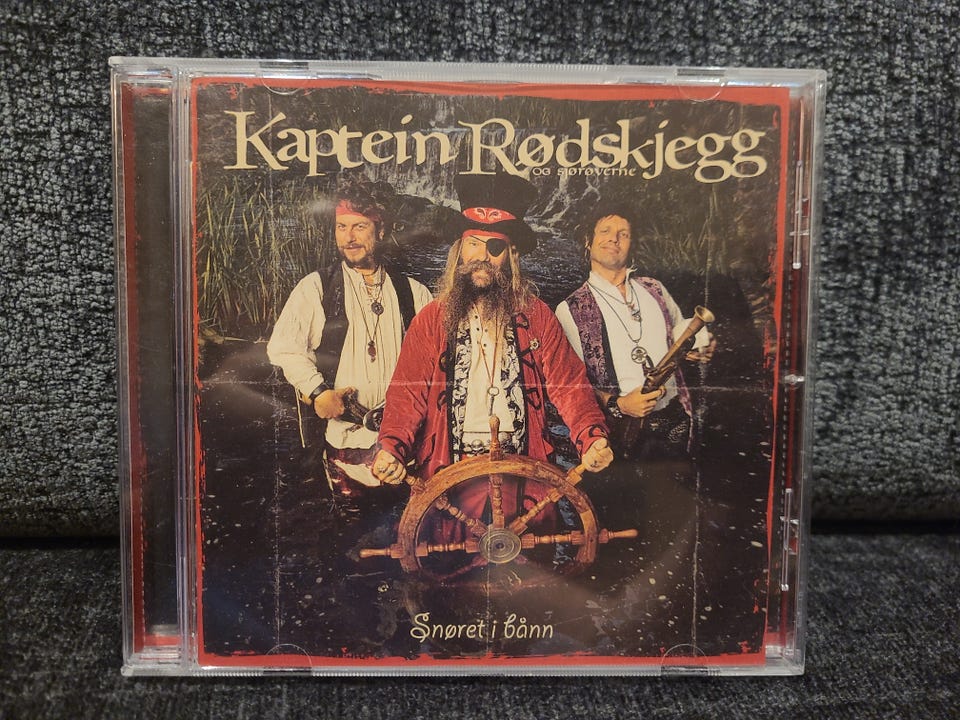 Kaptein Rødskjegg
og sjørøverne
Snøret i bånn